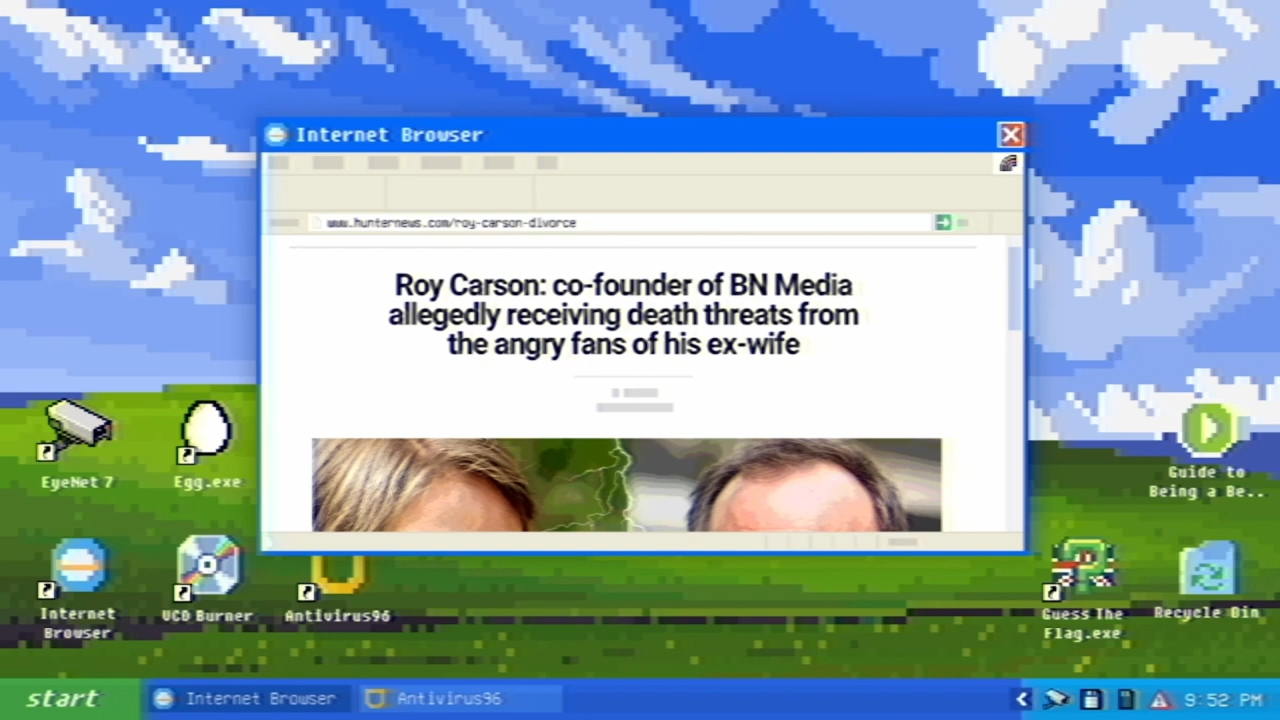 Internet Browser
www.hunternews.com/roy-carson-divorce
Roy Carson: co-founder of BN Media
allegedly receiving death threats from
the angry fans of his ex-wife
EyeNet 7
Egg.exe
Guide to
Being a Be..
Internet
Browser
VCD Burner
Antivirus96
Guess The
Flag.exe
Recycle Bin
start
Internet Browser
Antivirus96
9:52 PM